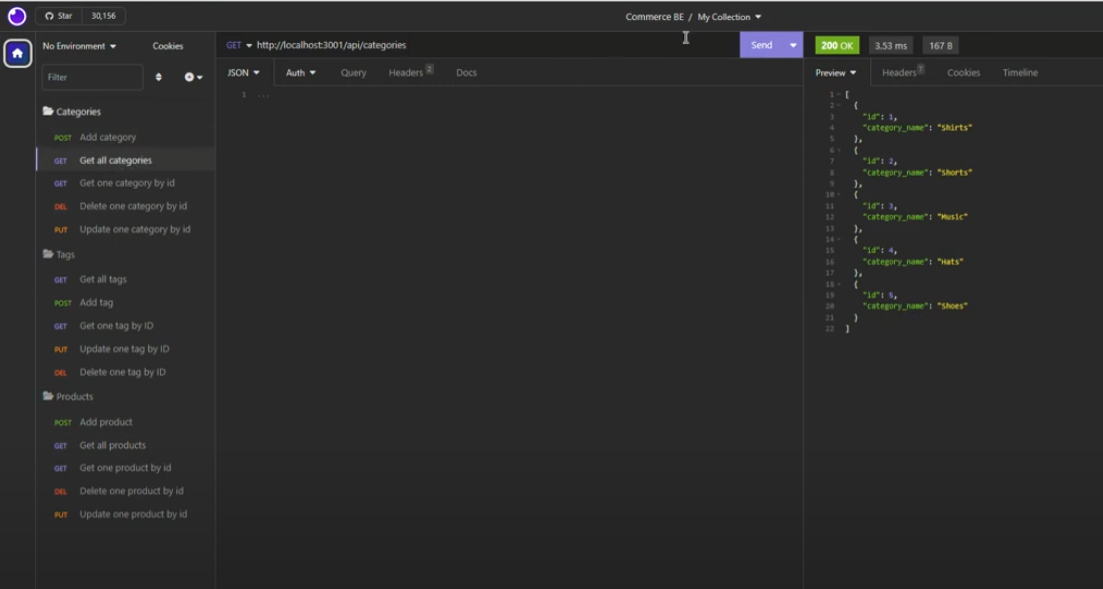 Star 30,156
Commerce BE / My Collection
No Environment Cookies
Filter
Categories
POST Add category
GET Get all categories
GET Get one category by id
DEL Delete one category by id
PUT Update one category by id
Tags
GET Get all tags
POST Add tag
GET Get one tag by ID
PUT Update one tag by ID
DEL Delete one tag by ID
Products
POST Add product
GET Get all products
GET Get one product by id
DEL Delete one product by id
PUT Update one product by id
GET http://localhost:3001/api/categories
Send
JSON Auth Query Headers 2 Docs
1 ...
200 OK 3.53 ms 167 B
Preview Headers 7 Cookies Timeline
1 [
2 {
3 "id": 1,
4 "category_name": "Shirts"
5 },
6 {
7 "id": 2,
8 "category_name": "Shorts"
9 },
10 {
11 "id": 3,
12 "category_name": "Music"
13 },
14 {
15 "id": 4,
16 "category_name": "Hats"
17 },
18 {
19 "id": 5,
20 "category_name": "Shoes"
21 }
22 ]